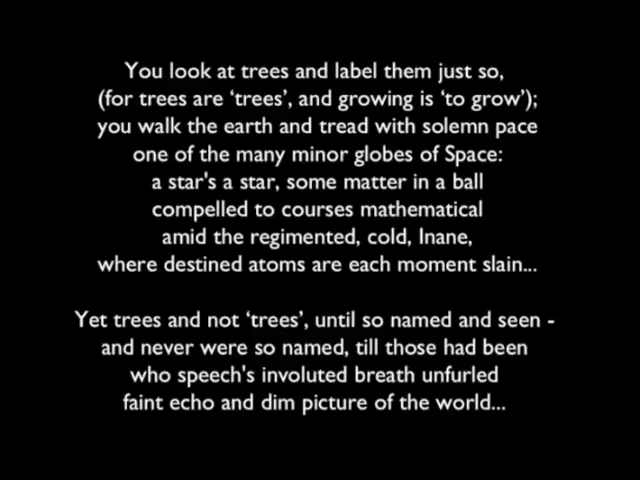 You look at trees and label them just so,
(for trees are ‘trees’, and growing is ‘to grow’);
you walk the earth and tread with solemn pace
one of the many minor globes of Space:
a star's a star, some matter in a ball
compelled to courses mathematical
amid the regimented, cold, Inane,
where destined atoms are each moment slain...
Yet trees and not ‘trees’, until so named and seen -
and never were so named, till those had been
who speech's involuted breath unfurled
faint echo and dim picture of the world...